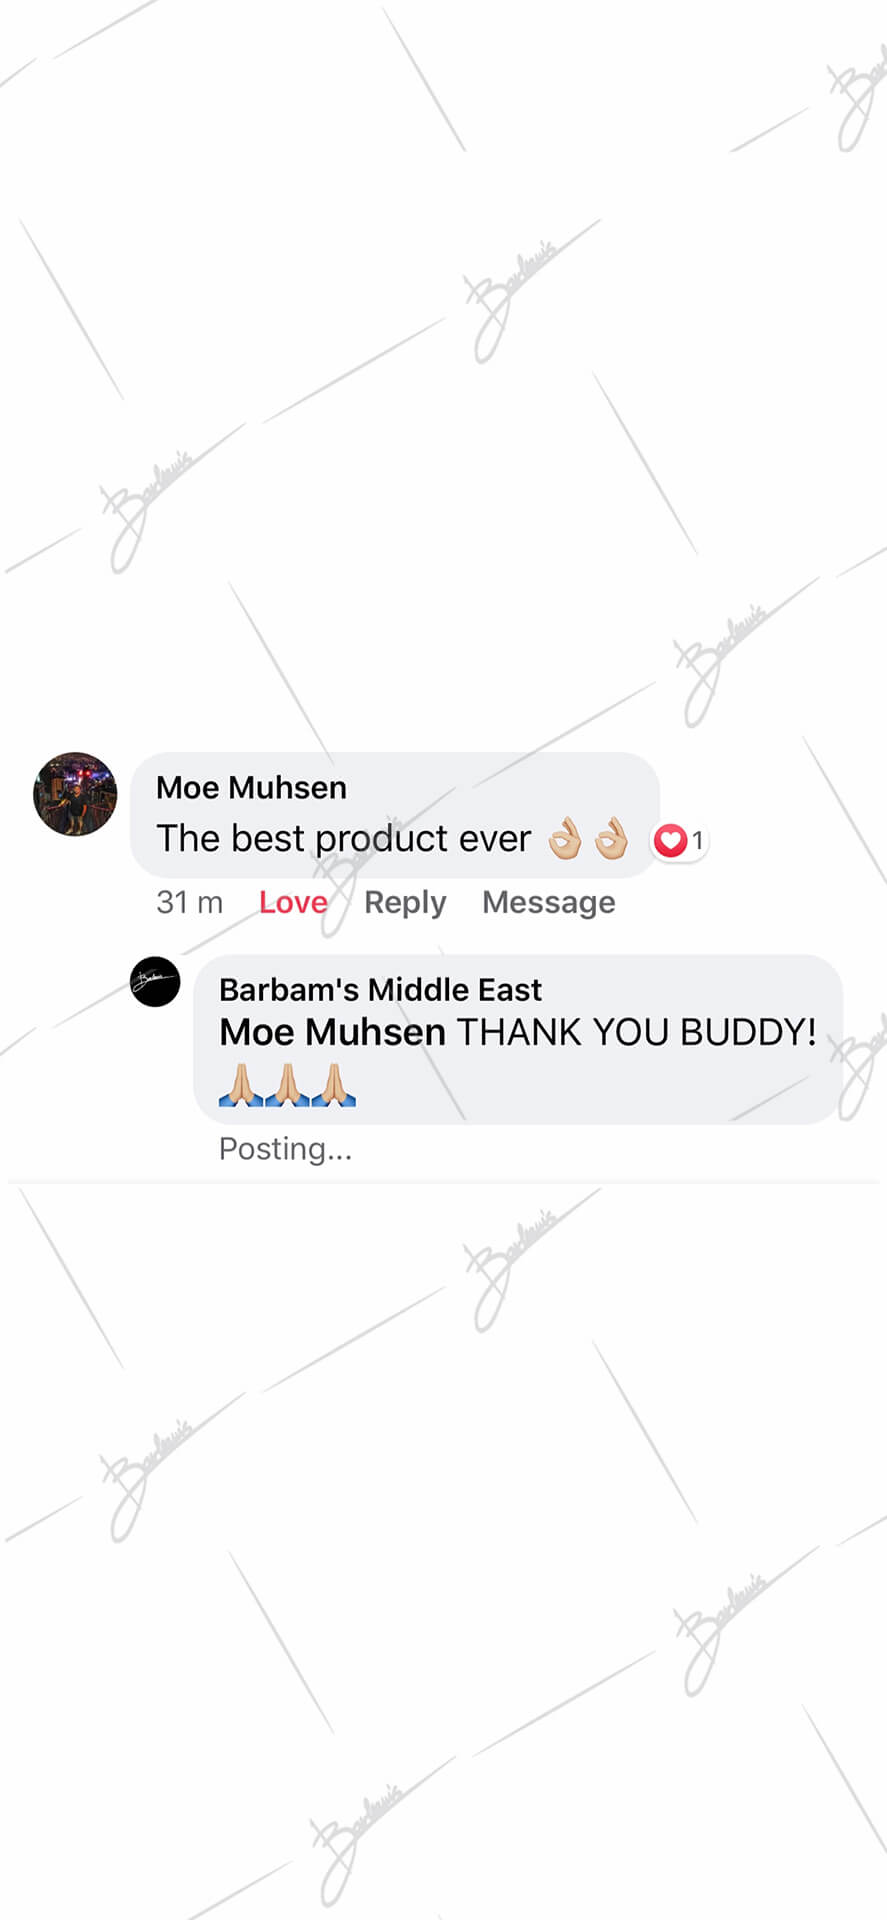 Moe Muhsen
The best product ever 👌🏼👌🏼
1
31 m Love Reply Message
Barbam's Middle East
Moe Muhsen THANK YOU BUDDY!
🙏🏼🙏🏼🙏🏼
Posting...